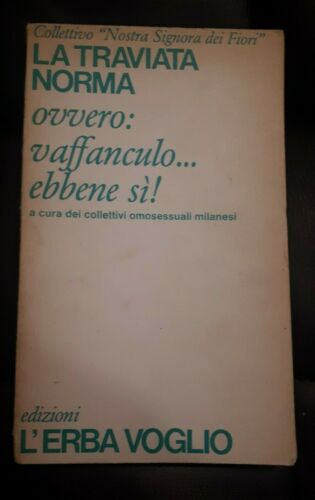 Collettivo "Nostra Signora dei Fiori"
LA TRAVIATA
NORMA
ovvero:
vaffanculo...
ebbene sì!
a cura dei collettivi omosessuali milanesi
edizioni
L'ERBA VOGLIO